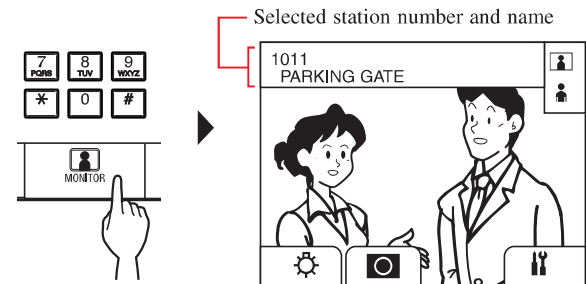 Selected station number and name
7 8 9
PQRS TUV WXYZ
* 0 #
MONITOR
1011
PARKING GATE